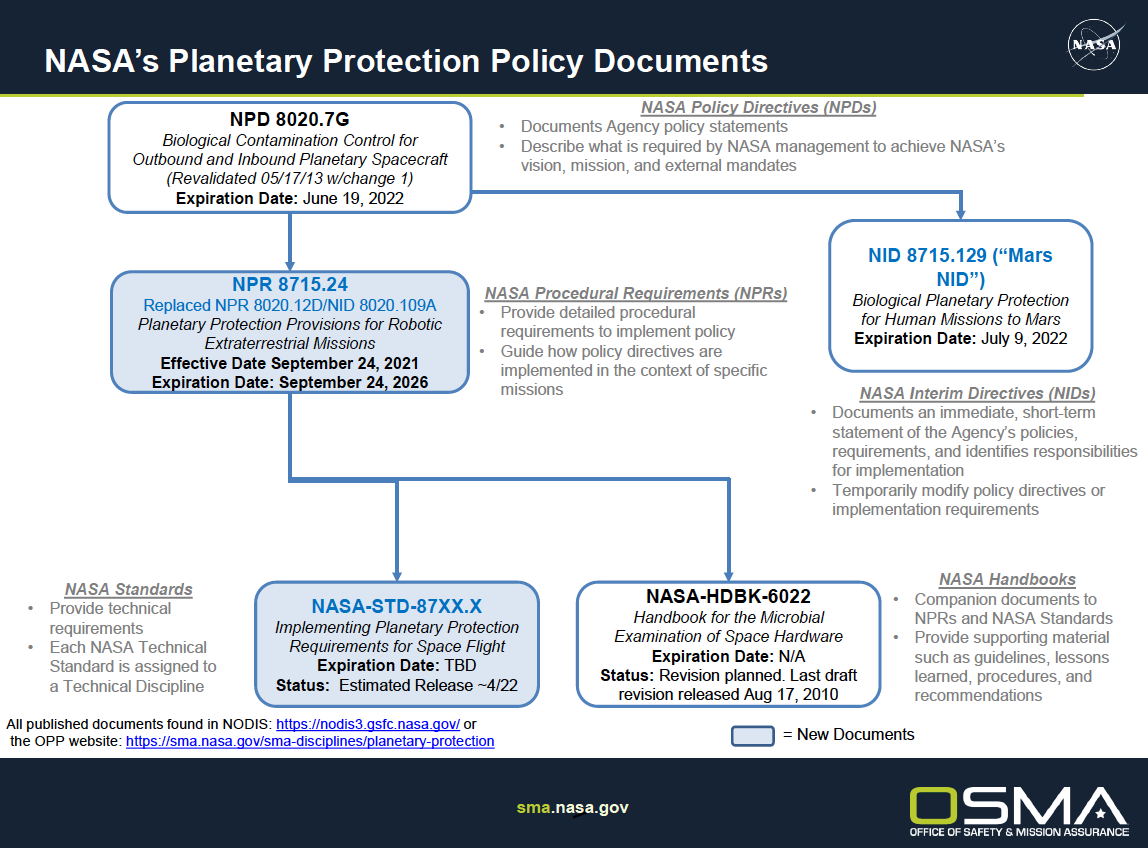 NASA's Planetary Protection Policy Documents
NASA
NPD 8020.7G
Biological Contamination Control for
Outbound and Inbound Planetary Spacecraft
(Revalidated 05/17/13 w/change 1)
Expiration Date: June 19, 2022
NASA Policy Directives (NPDs)
• Documents Agency policy statements
• Describe what is required by NASA management to achieve NASA's
vision, mission, and external mandates
NID 8715.129 (“Mars
NID”)
Biological Planetary Protection
for Human Missions to Mars
Expiration Date: July 9, 2022
NPR 8715.24
Replaced NPR 8020.12D/NID 8020.109A
Planetary Protection Provisions for Robotic
Extraterrestrial Missions
Effective Date September 24, 2021
Expiration Date: September 24, 2026
NASA Procedural Requirements (NPRs)
• Provide detailed procedural
requirements to implement policy
• Guide how policy directives are
implemented in the context of specific
missions
NASA Interim Directives (NIDs)
• Documents an immediate, short-term
statement of the Agency's policies,
requirements, and identifies responsibilities
for implementation
• Temporarily modify policy directives or
implementation requirements
NASA Standards
• Provide technical
requirements
• Each NASA Technical
Standard is assigned to
a Technical Discipline
NASA-STD-87XX.X
Implementing Planetary Protection
Requirements for Space Flight
Expiration Date: TBD
Status: Estimated Release ~4/22
NASA-HDBK-6022
Handbook for the Microbial
Examination of Space Hardware
Expiration Date: N/A
Status: Revision planned. Last draft
revision released Aug 17, 2010
NASA Handbooks
• Companion documents to
NPRs and NASA Standards
• Provide supporting material
such as guidelines, lessons
learned, procedures, and
recommendations
All published documents found in NODIS: https://nodis3.gsfc.nasa.gov/ or
the OPP website: https://sma.nasa.gov/sma-disciplines/planetary-protection
= New Documents
sma.nasa.gov
OSMA
OFFICE OF SAFETY & MISSION ASSURANCE